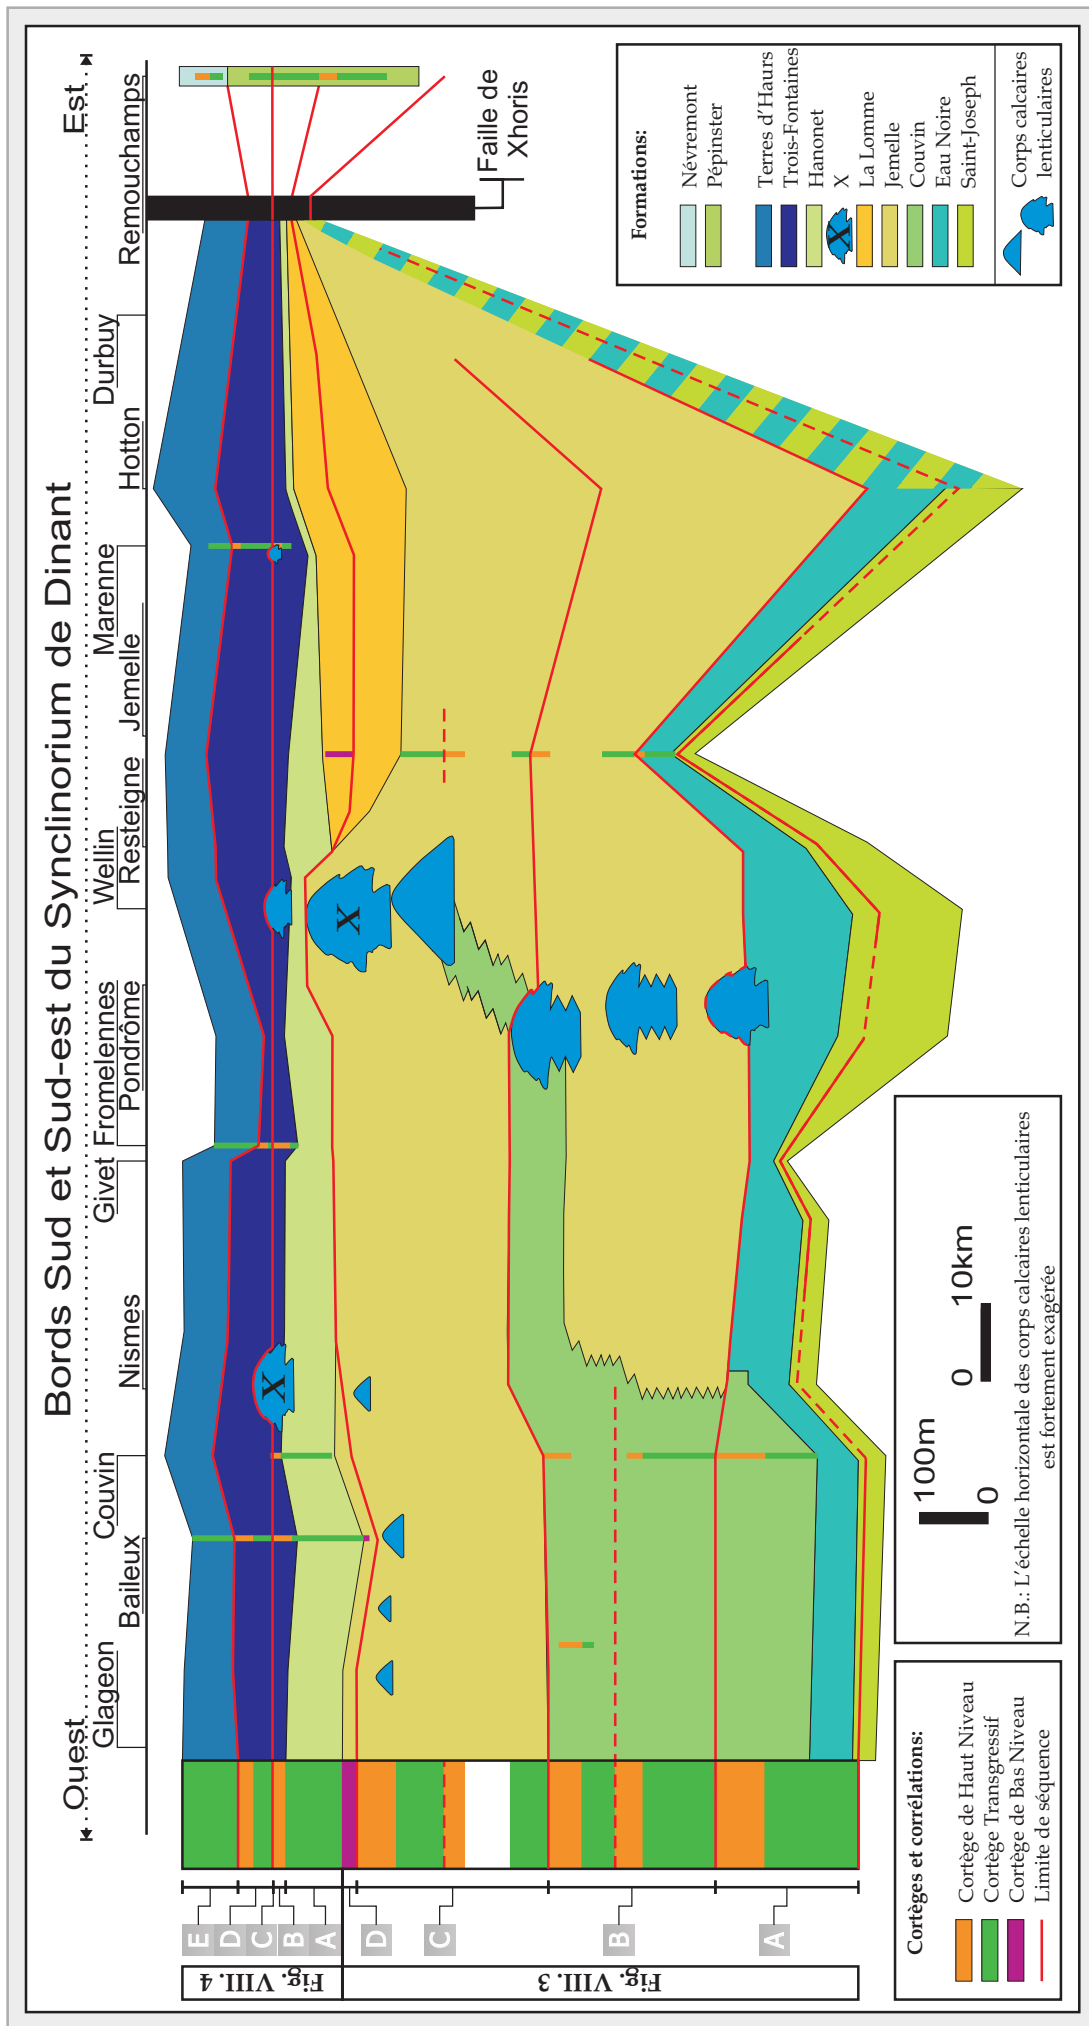 Bords Sud et Sud-est du Synclinorium de Dinant
Ouest
Est
Glageon
Baileux
Couvin
Nismes
Givet
Fromelennes
Pondrôme
Wellin
Resteigne
Jemelle
Marenne
Hotton
Durbuy
Remouchamps
Faille de
Xhoris
X
X
Fig. VIII. 4
E
D
C
B
A
Fig. VIII. 3
D
C
B
A
Cortèges et corrélations:
Cortège de Haut Niveau
Cortège Transgressif
Cortège de Bas Niveau
Limite de séquence
100m
0
0
10km
N.B.: L'échelle horizontale des corps calcaires lenticulaires
est fortement exagérée
Formations:
Névremont
Pépinster
Terres d'Haurs
Trois-Fontaines
Hanonet
X
X
La Lomme
Jemelle
Couvin
Eau Noire
Saint-Joseph
Corps calcaires
lenticulaires